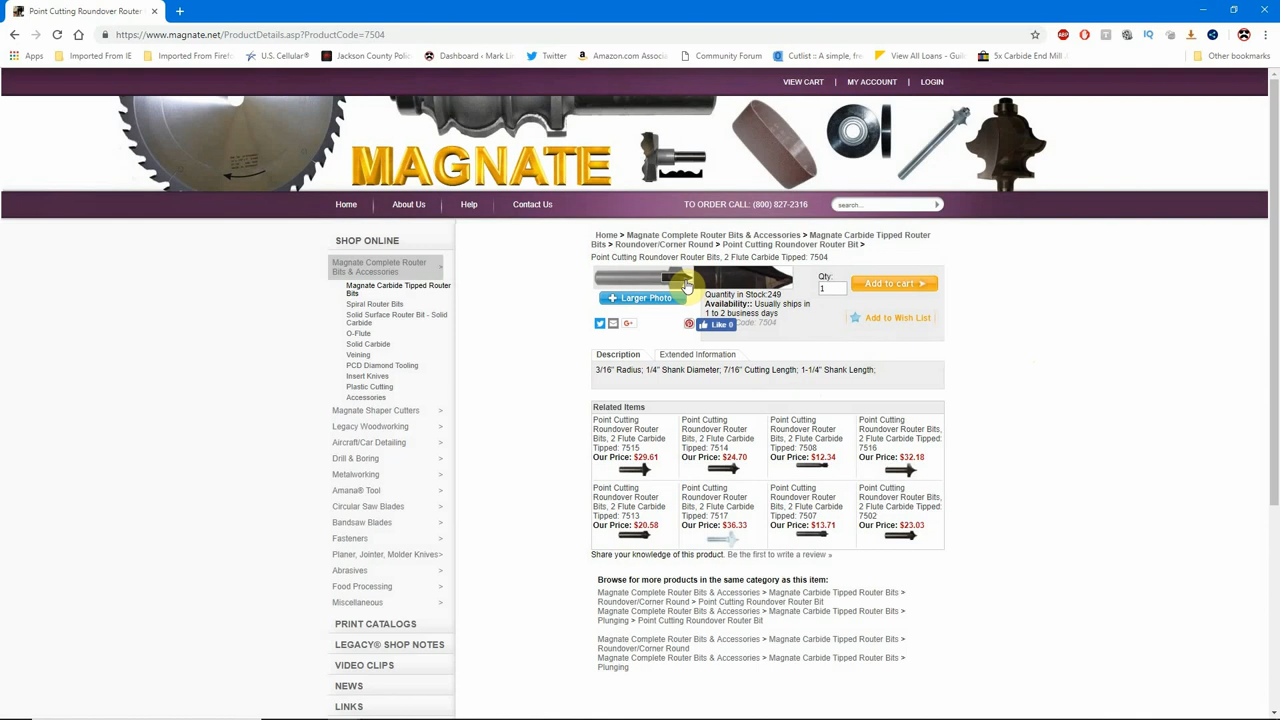 Point Cutting Roundover Router
https://www.magnate.net/ProductDetails.asp?ProductCode=7504
Apps
Imported From IE
Imported From Firefo
U.S. Cellular®
Jackson County Polic
Dashboard ‹ Mark Lin
Twitter
Amazon.com Associa
Community Forum
Cutlist :: A simple, fre
View All Loans - Guil
5x Carbide End Mill
Other bookmarks
VIEW CART | MY ACCOUNT | LOGIN
MAGNATE
Home
About Us
Help
Contact Us
TO ORDER CALL: (800) 827-2316
search...
SHOP ONLINE
Magnate Complete Router
Bits & Accessories
>
Magnate Carbide Tipped Router
Bits
Spiral Router Bits
Solid Surface Router Bit - Solid
Carbide
O-Flute
Solid Carbide
Veining
PCD Diamond Tooling
Insert Knives
Plastic Cutting
Accessories
Magnate Shaper Cutters >
Legacy Woodworking >
Aircraft/Car Detailing >
Drill & Boring >
Metalworking >
Amana® Tool >
Circular Saw Blades >
Bandsaw Blades >
Fasteners >
Planer, Jointer, Molder Knives>
Abrasives >
Food Processing >
Miscellaneous >
PRINT CATALOGS
LEGACY® SHOP NOTES
VIDEO CLIPS
NEWS
LINKS
Home > Magnate Complete Router Bits & Accessories > Magnate Carbide Tipped Router
Bits > Roundover/Corner Round > Point Cutting Roundover Router Bit >
Point Cutting Roundover Router Bits, 2 Flute Carbide Tipped: 7504
Larger Photo
Quantity in Stock:249
Availability:: Usually ships in
1 to 2 business days
Code: 7504
Like 0
G+
Qty:
1
Add to cart
Add to Wish List
Description
Extended Information
3/16" Radius; 1/4" Shank Diameter; 7/16" Cutting Length; 1-1/4" Shank Length;
Related Items
Point Cutting
Roundover Router
Bits, 2 Flute Carbide
Tipped: 7515
Our Price: $29.61
Point Cutting
Roundover Router
Bits, 2 Flute Carbide
Tipped: 7514
Our Price: $24.70
Point Cutting
Roundover Router
Bits, 2 Flute Carbide
Tipped: 7508
Our Price: $12.34
Point Cutting
Roundover Router Bits,
2 Flute Carbide Tipped:
7516
Our Price: $32.18
Point Cutting
Roundover Router
Bits, 2 Flute Carbide
Tipped: 7513
Our Price: $20.58
Point Cutting
Roundover Router
Bits, 2 Flute Carbide
Tipped: 7517
Our Price: $36.33
Point Cutting
Roundover Router
Bits, 2 Flute Carbide
Tipped: 7507
Our Price: $13.71
Point Cutting
Roundover Router Bits,
2 Flute Carbide Tipped:
7502
Our Price: $23.03
Share your knowledge of this product. Be the first to write a review »
Browse for more products in the same category as this item:
Magnate Complete Router Bits & Accessories > Magnate Carbide Tipped Router Bits >
Roundover/Corner Round > Point Cutting Roundover Router Bit
Magnate Complete Router Bits & Accessories > Magnate Carbide Tipped Router Bits >
Plunging > Point Cutting Roundover Router Bit
Magnate Complete Router Bits & Accessories > Magnate Carbide Tipped Router Bits >
Roundover/Corner Round
Magnate Complete Router Bits & Accessories > Magnate Carbide Tipped Router Bits >
Plunging